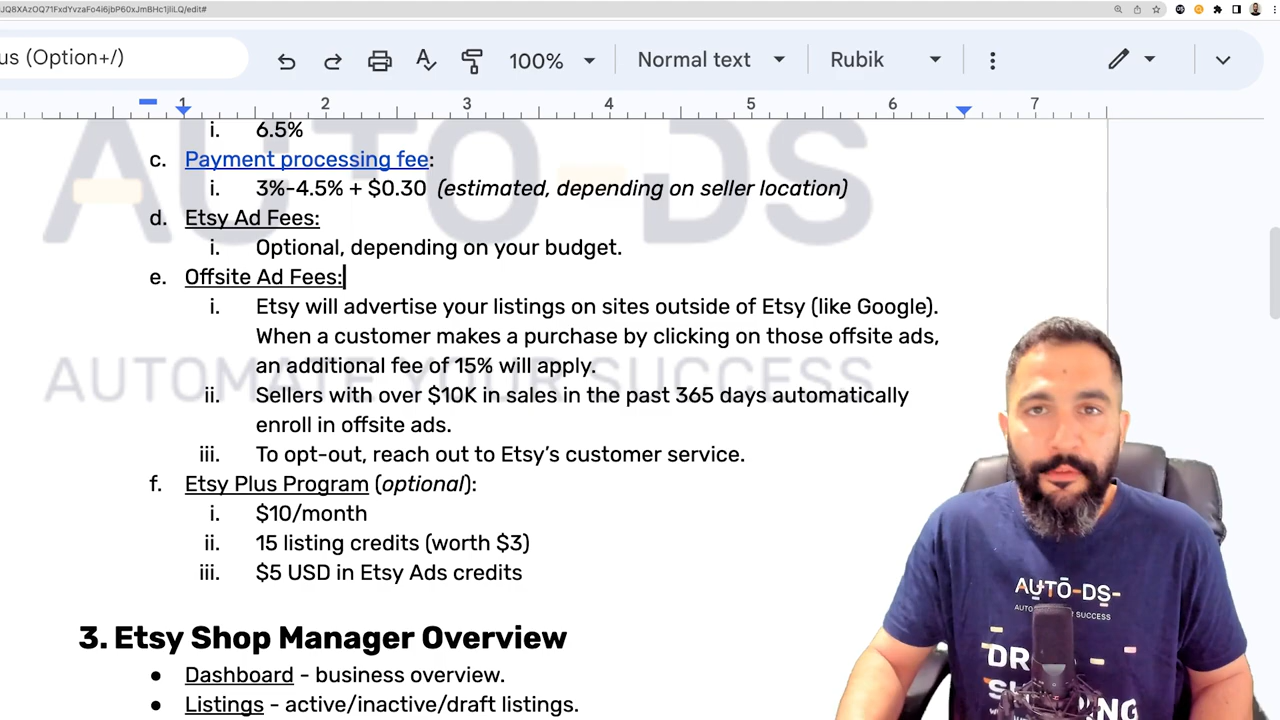 JQ8XAzOQ71FxdYvzaFo4i6jbP60xJmBHc1jliLQ/edit#
us (Option+/)
100%
Normal text
Rubik
1 2 3 4 5 6 7
AUTO-DS
AUTOMATE YOUR SUCCESS
i. 6.5%
c. Payment processing fee:
i. 3%-4.5% + $0.30 (estimated, depending on seller location)
d. Etsy Ad Fees:
i. Optional, depending on your budget.
e. Offsite Ad Fees:
i. Etsy will advertise your listings on sites outside of Etsy (like Google).
When a customer makes a purchase by clicking on those offsite ads,
an additional fee of 15% will apply.
ii. Sellers with over $10K in sales in the past 365 days automatically
enroll in offsite ads.
iii. To opt-out, reach out to Etsy’s customer service.
f. Etsy Plus Program (optional):
i. $10/month
ii. 15 listing credits (worth $3)
iii. $5 USD in Etsy Ads credits
3. Etsy Shop Manager Overview
● Dashboard - business overview.
● Listings - active/inactive/draft listings.
AUTO-DS-
SUCCESS